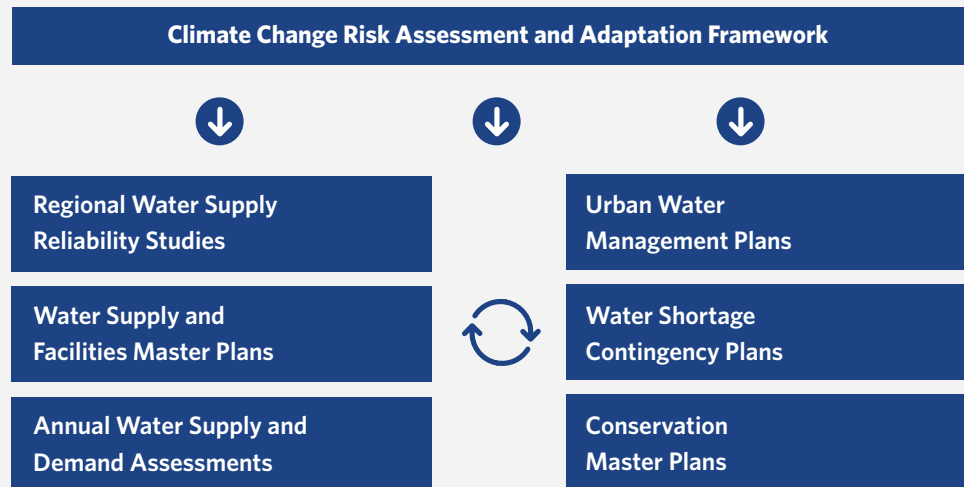 Climate Change Risk Assessment and Adaptation Framework
Regional Water Supply
Reliability Studies
Water Supply and
Facilities Master Plans
Annual Water Supply and
Demand Assessments
Urban Water
Management Plans
Water Shortage
Contingency Plans
Conservation
Master Plans